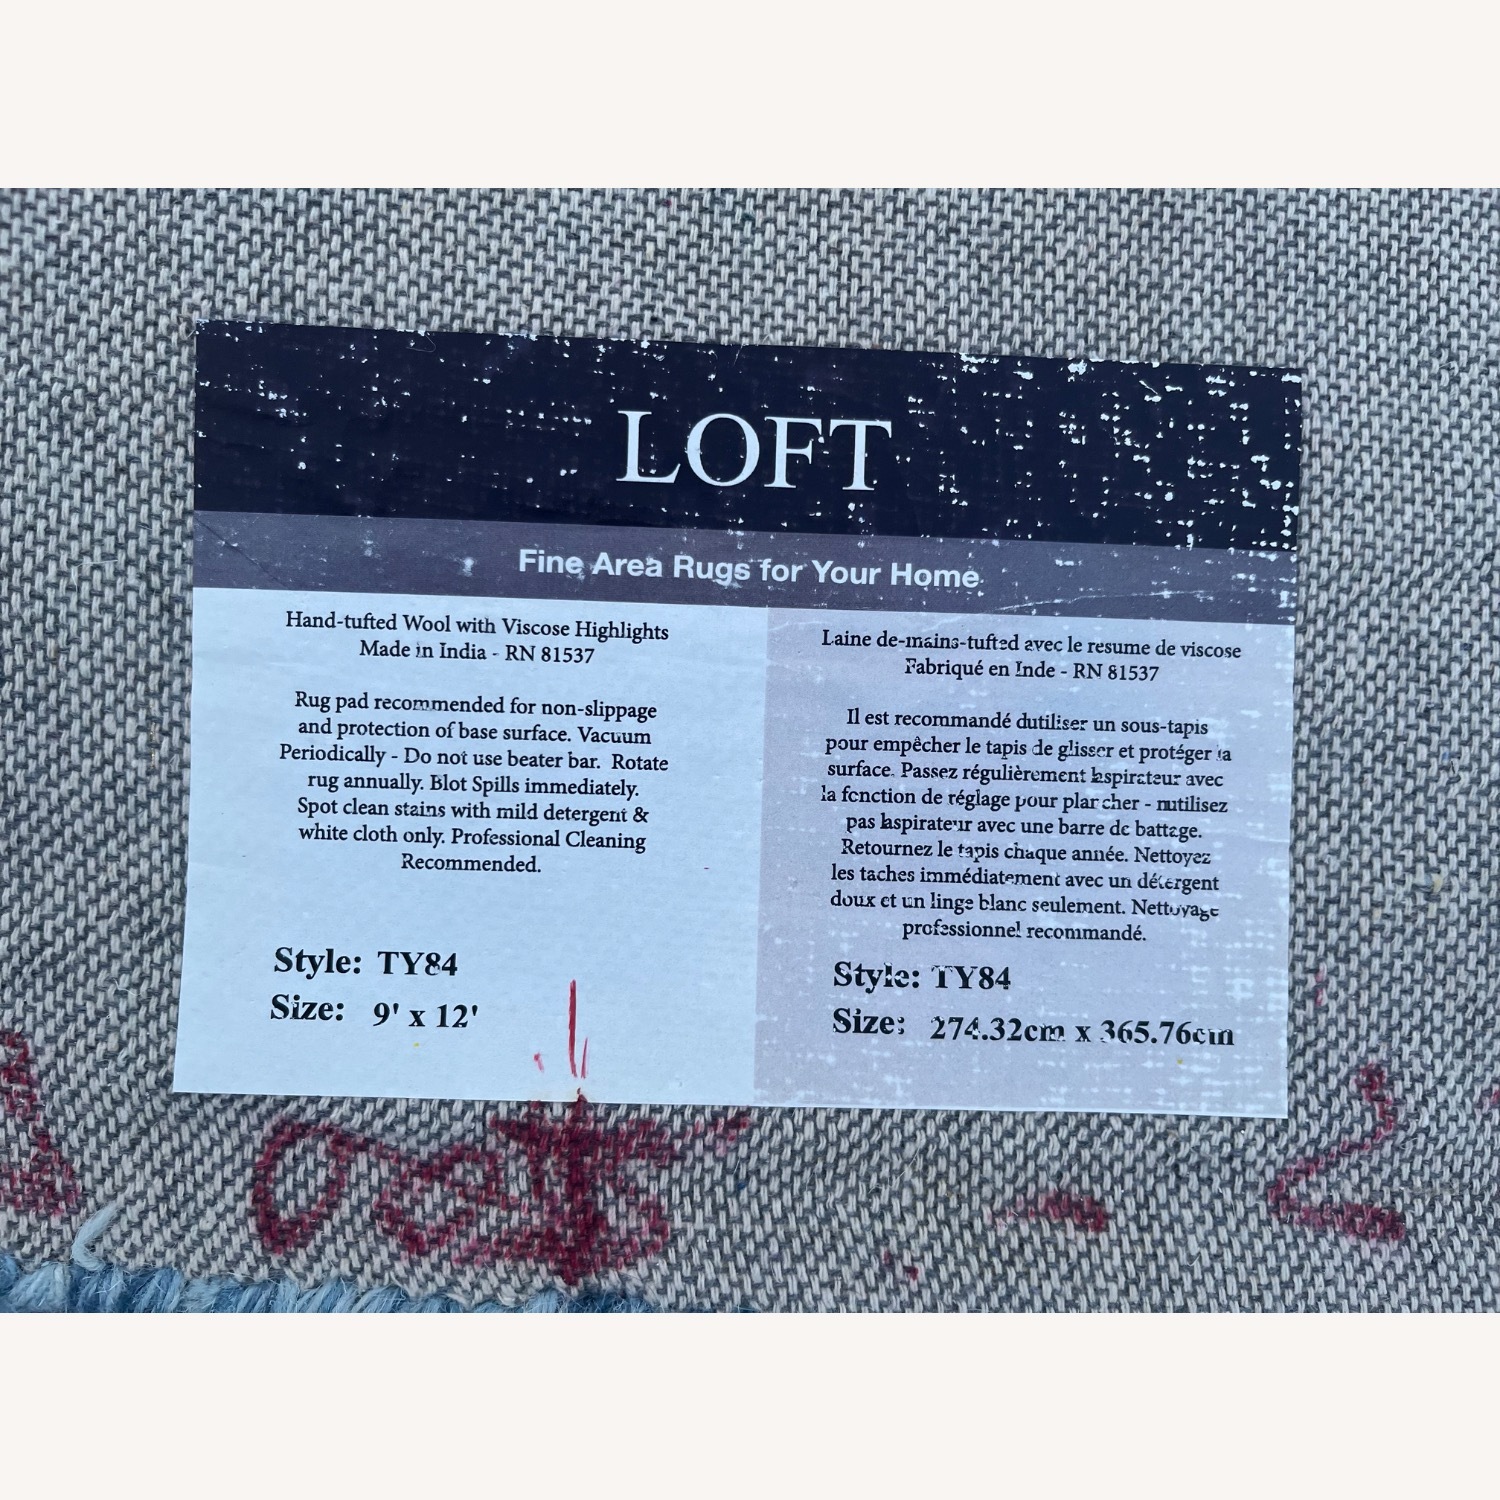 LOFT
Fine Area Rugs for Your Home
Hand-tufted Wool with Viscose Highlights
Made in India - RN 81537
Rug pad recommended for non-slippage
and protection of base surface. Vacuum
Periodically - Do not use beater bar. Rotate
rug annually. Blot Spills immediately.
Spot clean stains with mild detergent &
white cloth only. Professional Cleaning
Recommended.
Style: TY84
Size: 9' x 12'
Laine de-mains-tufted avec le resume de viscose
Fabriqué en Inde - RN 81537
Il est recommandé dutiliser un sous-tapis
pour empêcher le tapis de glisser et protéger la
surface. Passez régulièrement laspirateur avec
la fonction de réglage pour plancher - nutilisez
pas laspirateur avec une barre de battage.
Retournez le tapis chaque année. Nettoyez
les taches immédiatement avec un détergent
doux et un linge blanc seulement. Nettoyage
professionnel recommandé.
Style: TY84
Size: 274.32cm x 365.76cm